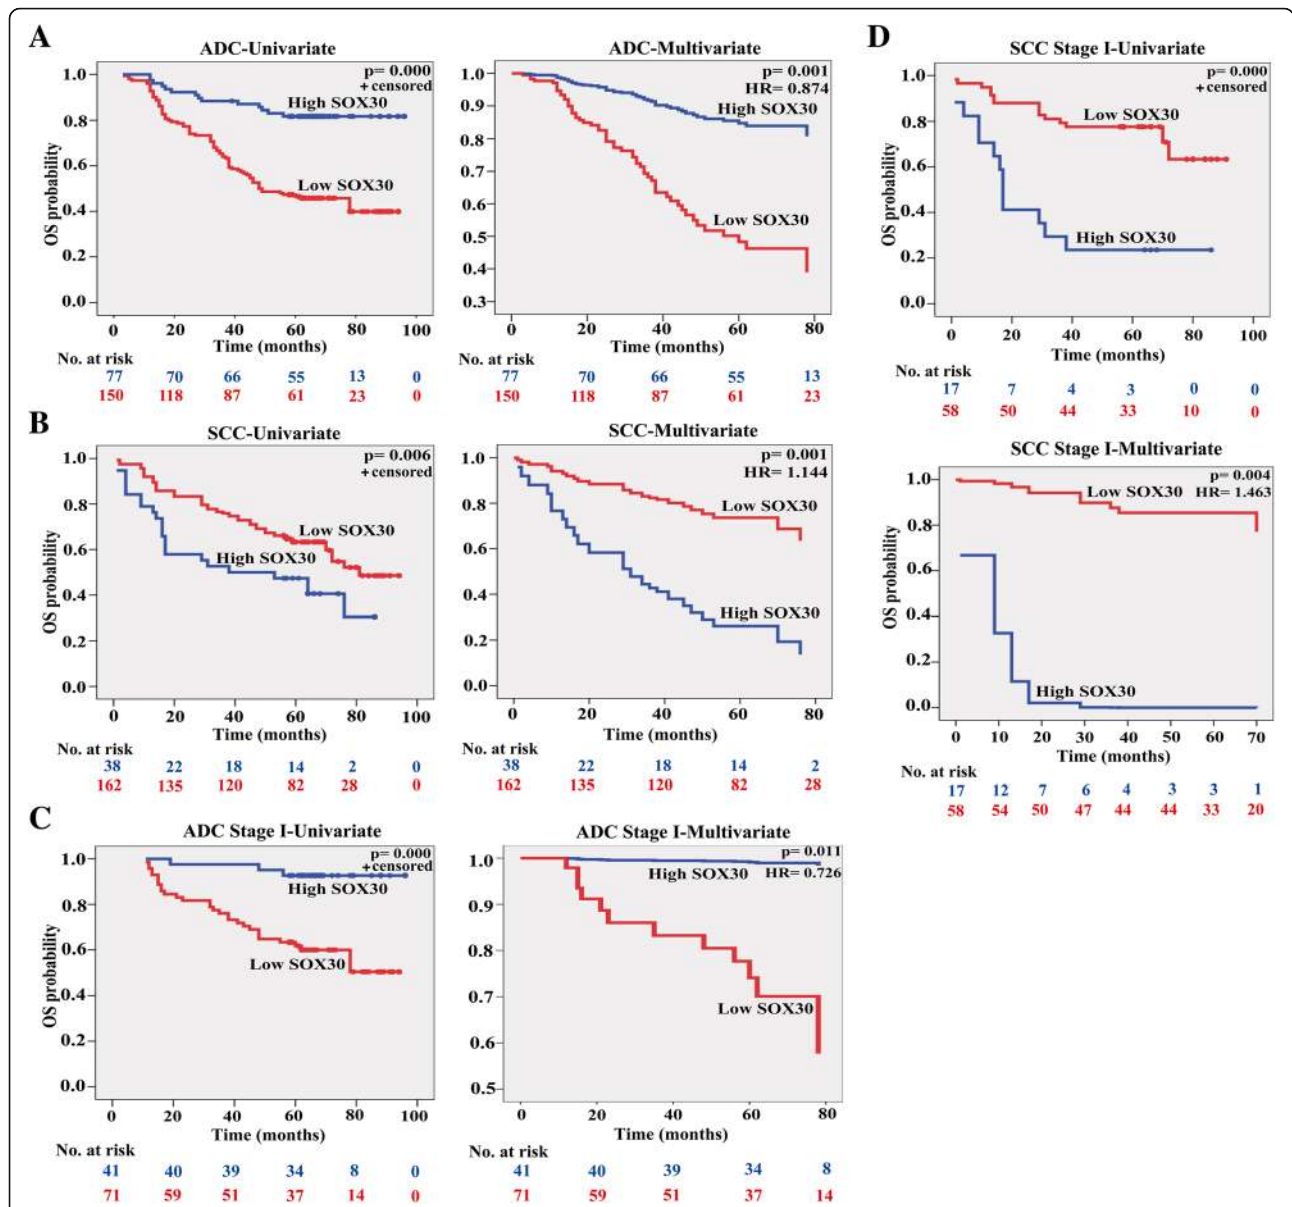 A
ADC-Univariate
p= 0.000
+ censored
High SOX30
Low SOX30
OS probability
1.0
0.8
0.6
0.4
0.2
0.0
0 20 40 60 80 100
Time (months)
No. at risk
77 70 66 55 13 0
150 118 87 61 23 0
ADC-Multivariate
p= 0.001
HR= 0.874
High SOX30
Low SOX30
1.0
0.9
0.8
0.7
0.6
0.5
0.4
0.3
0 20 40 60 80
Time (months)
77 70 66 55 13
150 118 87 61 23
B
SCC-Univariate
p= 0.006
+ censored
Low SOX30
High SOX30
OS probability
1.0
0.8
0.6
0.4
0.2
0.0
0 20 40 60 80 100
Time (months)
No. at risk
38 22 18 14 2 0
162 135 120 82 28 0
SCC-Multivariate
p= 0.001
HR= 1.144
Low SOX30
High SOX30
1.0
0.8
0.6
0.4
0.2
0.0
0 20 40 60 80
Time (months)
38 22 18 14 2
162 135 120 82 28
C
ADC Stage I-Univariate
p= 0.000
+censored
High SOX30
Low SOX30
OS probability
1.0
0.8
0.6
0.4
0.2
0.0
0 20 40 60 80 100
Time (months)
No. at risk
41 40 39 34 8 0
71 59 51 37 14 0
ADC Stage I-Multivariate
p= 0.011
High SOX30
HR= 0.726
Low SOX30
1.0
0.9
0.8
0.7
0.6
0.5
0 20 40 60 80
Time (months)
41 40 39 34 8
71 59 51 37 14
D
SCC Stage I-Univariate
p= 0.000
+ censored
Low SOX30
High SOX30
OS probability
1.0
0.8
0.6
0.4
0.2
0.0
0 20 40 60 80 100
Time (months)
No. at risk
17 7 4 3 0 0
58 50 44 33 10 0
SCC Stage I-Multivariate
p= 0.004
Low SOX30
HR= 1.463
High SOX30
OS probability
1.0
0.8
0.6
0.4
0.2
0.0
0 10 20 30 40 50 60 70
Time (months)
No. at risk
17 12 7 6 4 3 3 1
58 54 50 47 44 44 33 20